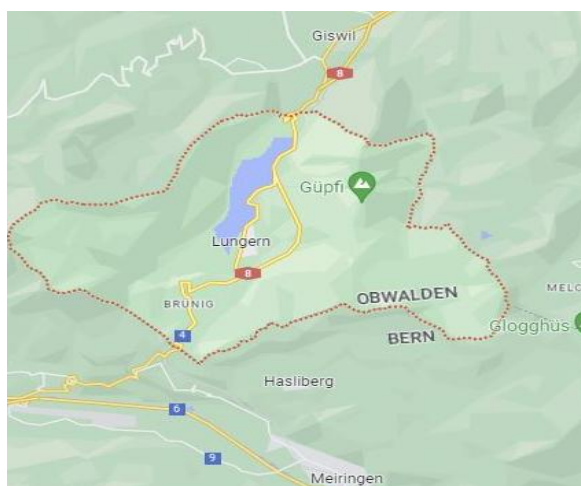 Giswil
8
Güpfi
Lungern
8
BRÜNIG
OBWALDEN
MELC
4
BERN
Glogghüs
Hasliberg
6
9
Meiringen